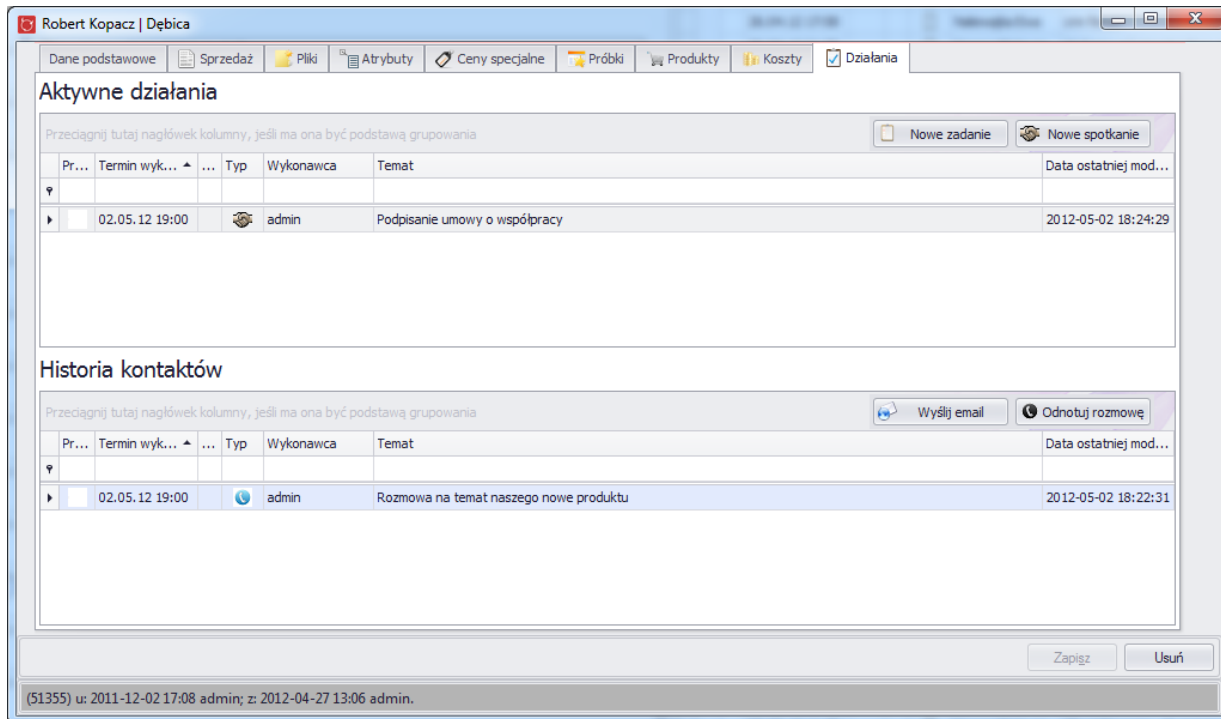 Robert Kopacz | Dębica
Dane podstawowe Sprzedaż Pliki Atrybuty Ceny specjalne Próbki Produkty Koszty Działania
Aktywne działania
Przeciągnij tutaj nagłówek kolumny, jeśli ma ona być podstawą grupowania Nowe zadanie Nowe spotkanie
Pr... Termin wyk... ... Typ Wykonawca Temat Data ostatniej mod...
02.05.12 19:00 admin Podpisanie umowy o współpracy 2012-05-02 18:24:29
Historia kontaktów
Przeciągnij tutaj nagłówek kolumny, jeśli ma ona być podstawą grupowania Wyślij email Odnotuj rozmowę
Pr... Termin wyk... ... Typ Wykonawca Temat Data ostatniej mod...
02.05.12 19:00 admin Rozmowa na temat naszego nowe produktu 2012-05-02 18:22:31
Zapisz Usuń
(51355) u: 2011-12-02 17:08 admin; z: 2012-04-27 13:06 admin.